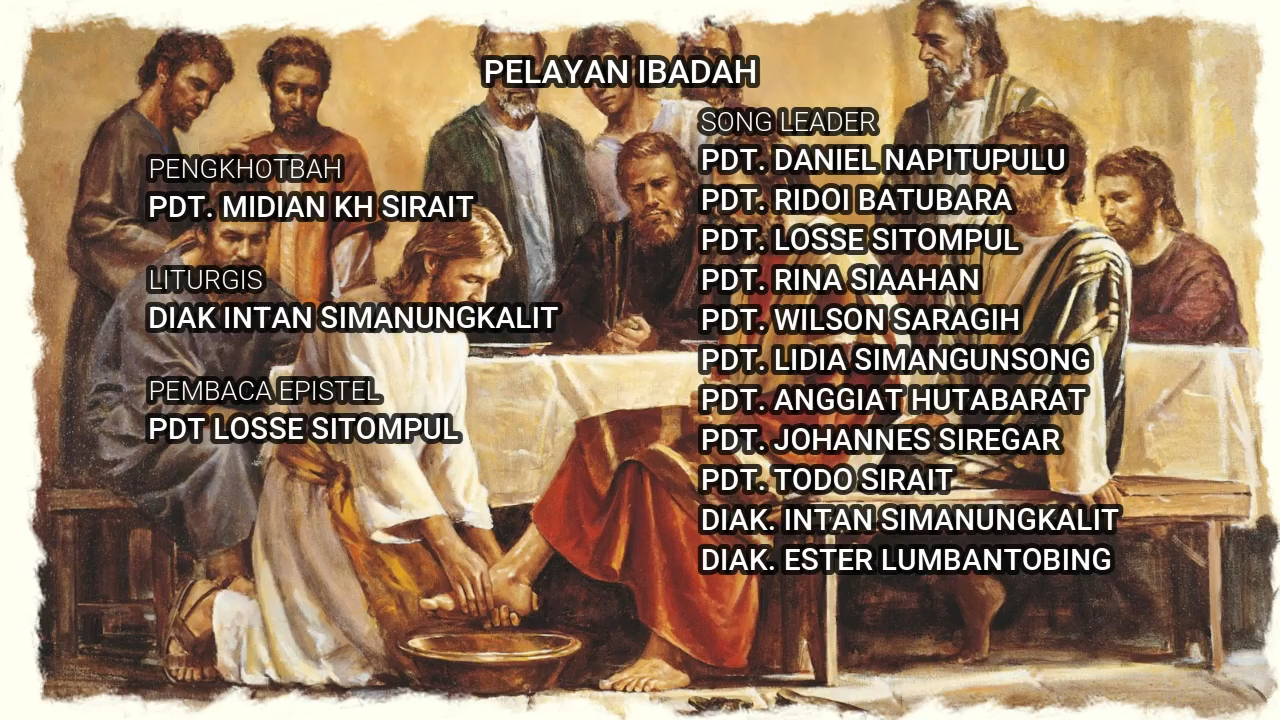 PELAYAN IBADAH
PENGKHOTBAH
PDT. MIDIAN KH SIRAIT
LITURGIS
DIAK INTAN SIMANUNGKALIT
PEMBACA EPISTEL
PDT LOSSE SITOMPUL
SONG LEADER
PDT. DANIEL NAPITUPULU
PDT. RIDOI BATUBARA
PDT. LOSSE SITOMPUL
PDT. RINA SIAAHAN
PDT. WILSON SARAGIH
PDT. LIDIA SIMANGUNSONG
PDT. ANGGIAT HUTABARAT
PDT. JOHANNES SIREGAR
PDT. TODO SIRAIT
DIAK. INTAN SIMANUNGKALIT
DIAK. ESTER LUMBANTOBING